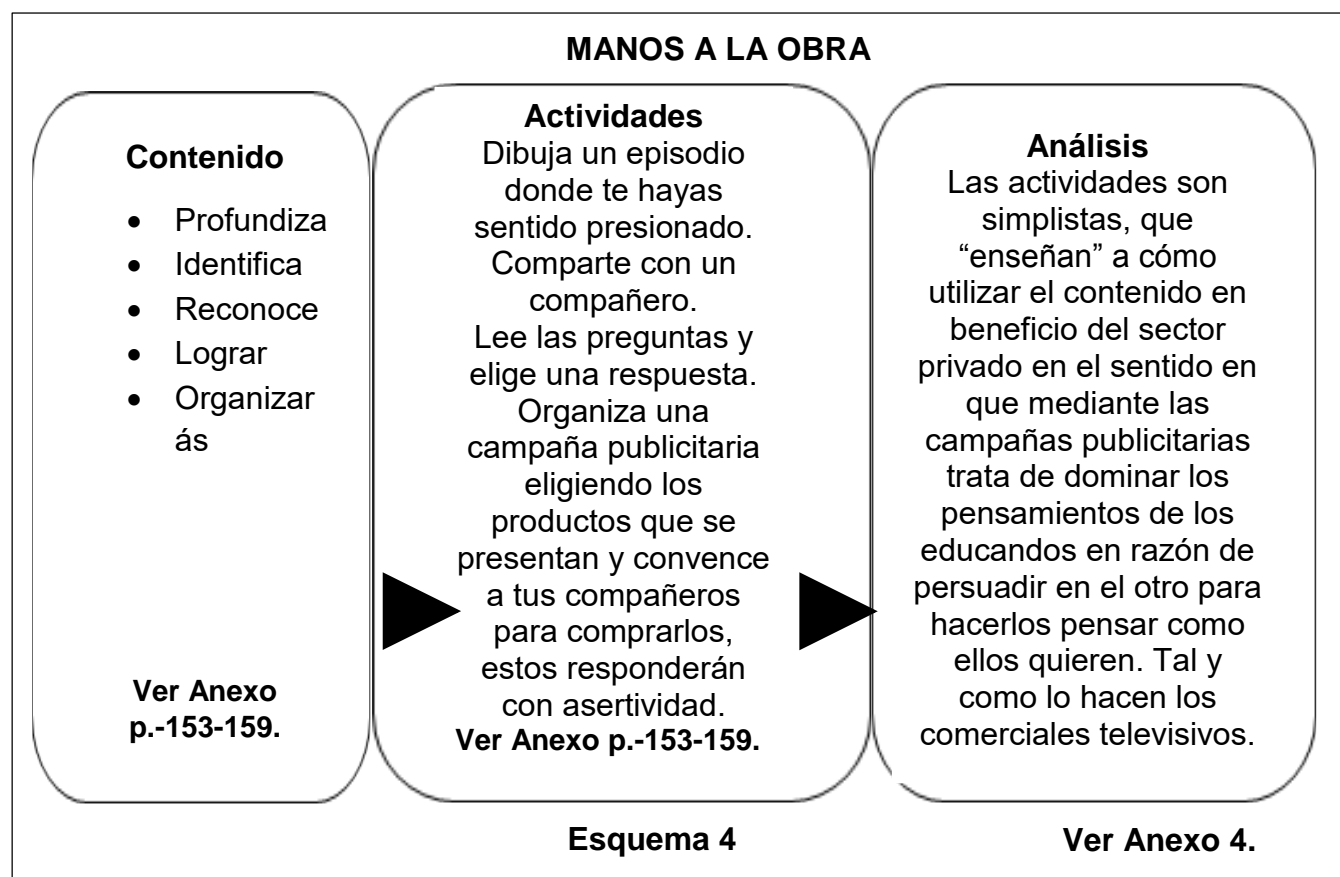 MANOS A LA OBRA
Contenido
• Profundiza
• Identifica
• Reconoce
• Lograr
• Organizar
ás
Ver Anexo
p.-153-159.
Actividades
Dibuja un episodio
donde te hayas
sentido presionado.
Comparte con un
compañero.
Lee las preguntas y
elige una respuesta.
Organiza una
campaña publicitaria
eligiendo los
productos que se
presentan y convence
a tus compañeros
para comprarlos,
estos responderán
con asertividad.
Ver Anexo p.-153-159.
Análisis
Las actividades son
simplistas, que
“enseñan” a cómo
utilizar el contenido en
beneficio del sector
privado en el sentido en
que mediante las
campañas publicitarias
trata de dominar los
pensamientos de los
educandos en razón de
persuadir en el otro para
hacerlos pensar como
ellos quieren. Tal y
como lo hacen los
comerciales televisivos.
Esquema 4
Ver Anexo 4.